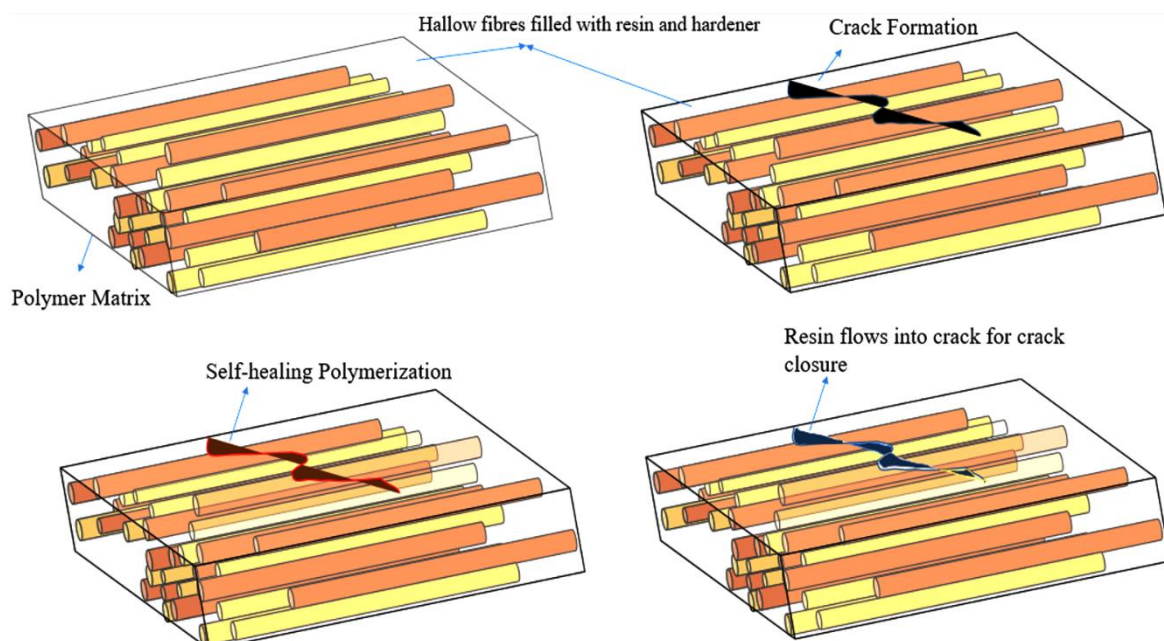 Hallow fibres filled with resin and hardener
Crack Formation
Polymer Matrix
Resin flows into crack for crack
closure
Self-healing Polymerization